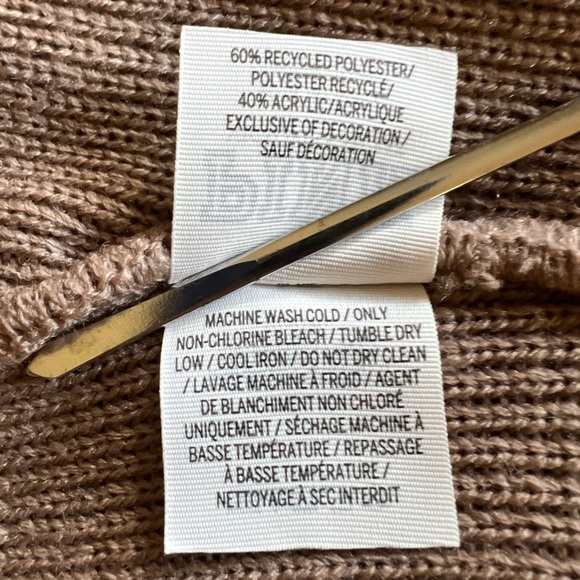 60% RECYCLED POLYESTER/
POLYESTER RECYCLÉ/
40% ACRYLIC/ACRYLIQUE
EXCLUSIVE OF DECORATION/
SAUF DÉCORATION
MACHINE WASH COLD / ONLY
NON-CHLORINE BLEACH / TUMBLE DRY
LOW / COOL IRON / DO NOT DRY CLEAN
/ LAVAGE MACHINE À FROID / AGENT
DE BLANCHIMENT NON CHLORÉ
UNIQUEMENT / SÉCHAGE MACHINE À
BASSE TEMPÉRATURE / REPASSAGE
À BASSE TEMPÉRATURE /
NETTOYAGE À SEC INTERDIT